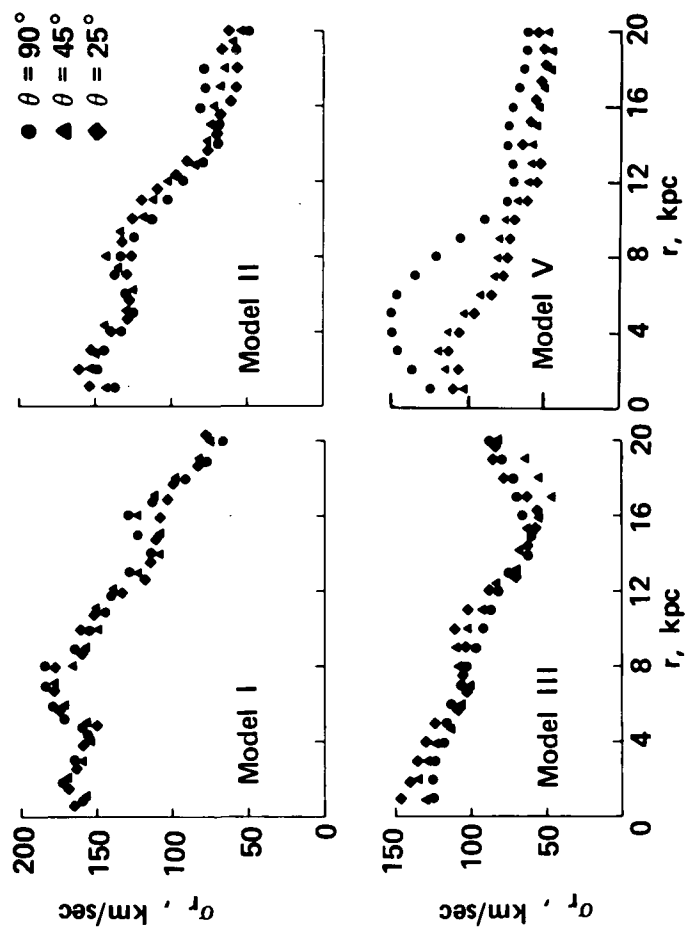 σr , km/sec
200
150
100
50
0
Model I
Model II
● θ = 90°
▲ θ = 45°
◆ θ = 25°
σr , km/sec
150
100
50
0
Model III
0 4 8 12 16 20
r, kpc
Model V
0 4 8 12 16 20
r, kpc